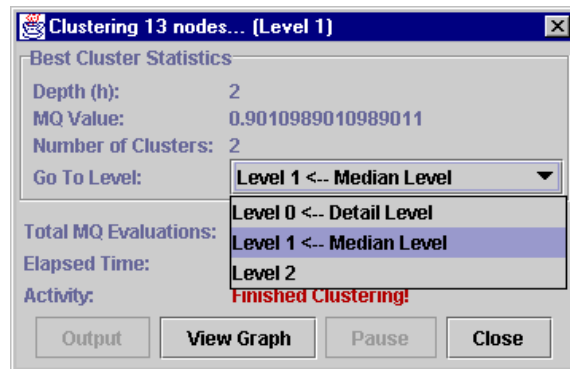 Clustering 13 nodes... (Level 1)
Best Cluster Statistics
Depth (h): 2
MQ Value: 0.9010989010989011
Number of Clusters: 2
Go To Level: Level 1 <-- Median Level
Level 0 <-- Detail Level
Total MQ Evaluations:
Level 1 <-- Median Level
Elapsed Time:
Level 2
Activity: Finished Clustering!
Output View Graph Pause Close